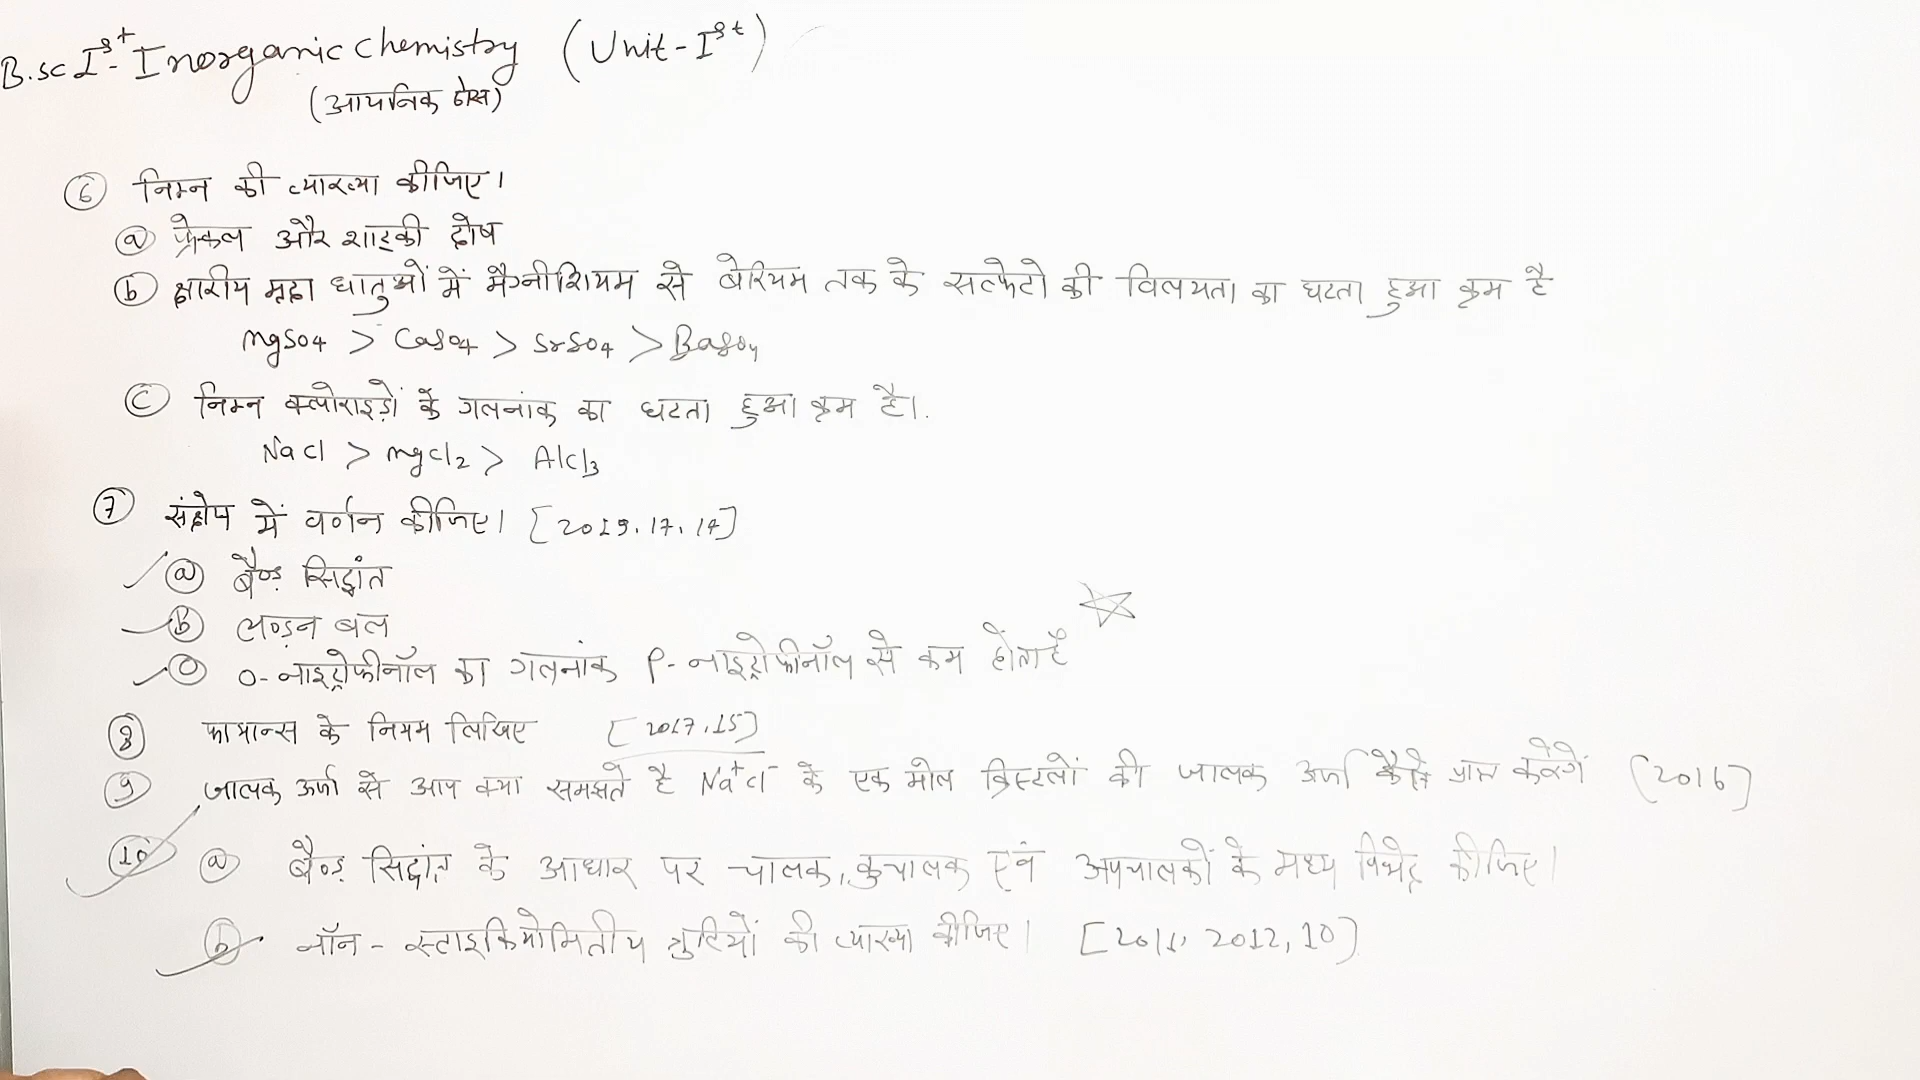 B.sc Ist- Inorganic chemistry (Unit-Ist)
(आयनिक ठोस)
6 निम्न की व्याख्या कीजिए।
a फ्रेंकल और शाट्की दोष
b क्षारीय मृदा धातुओं में मैग्नीशियम से बेरियम तक के सल्फेटो की विलयता का घटता हुआ क्रम है
MgSO4 > CaSO4 > SrSO4 > BaSO4
C निम्न क्लोराइडों के गलनांक का घटता हुआ क्रम है।.
NaCl > MgCl2 > AlCl3
7 संक्षेप में वर्णन कीजिए। [2019, 17, 14]
a बैण्ड सिद्धांत
b लण्डन बल
O o-नाइट्रोफीनॉल का गलनांक P-नाइट्रोफीनॉल से कम होता है
8 फाजान्स के नियम लिखिए [2017, 15]
9 जालक ऊर्जा से आप क्या समझते है Na+Cl- के एक मोल क्रिस्टलों की जालक ऊर्जा कैसे प्राप्त करेगें [2016]
10 a बैण्ड सिद्धांत के आधार पर चालक, कुचालक एवं अर्धचालकों के मध्य विभेद कीजिए।
b नॉन - स्टाइकियोमितीय त्रुटियों की व्याख्या कीजिए। [2011, 2012, 10]